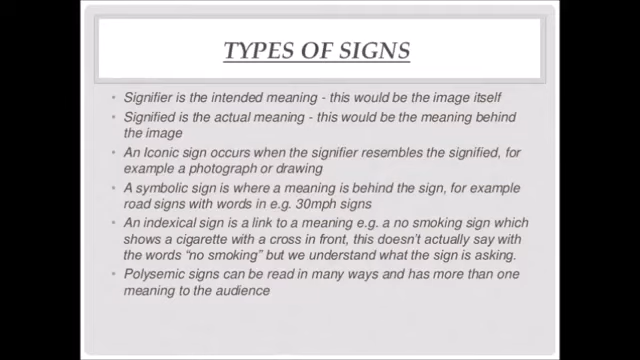 TYPES OF SIGNS
• Signifier is the intended meaning - this would be the image itself
• Signified is the actual meaning - this would be the meaning behind
the image
• An Iconic sign occurs when the signifier resembles the signified, for
example a photograph or drawing
• A symbolic sign is where a meaning is behind the sign, for example
road signs with words in e.g. 30mph signs
• An indexical sign is a link to a meaning e.g. a no smoking sign which
shows a cigarette with a cross in front, this doesn't actually say with
the words "no smoking" but we understand what the sign is asking.
• Polysemic signs can be read in many ways and has more than one
meaning to the audience